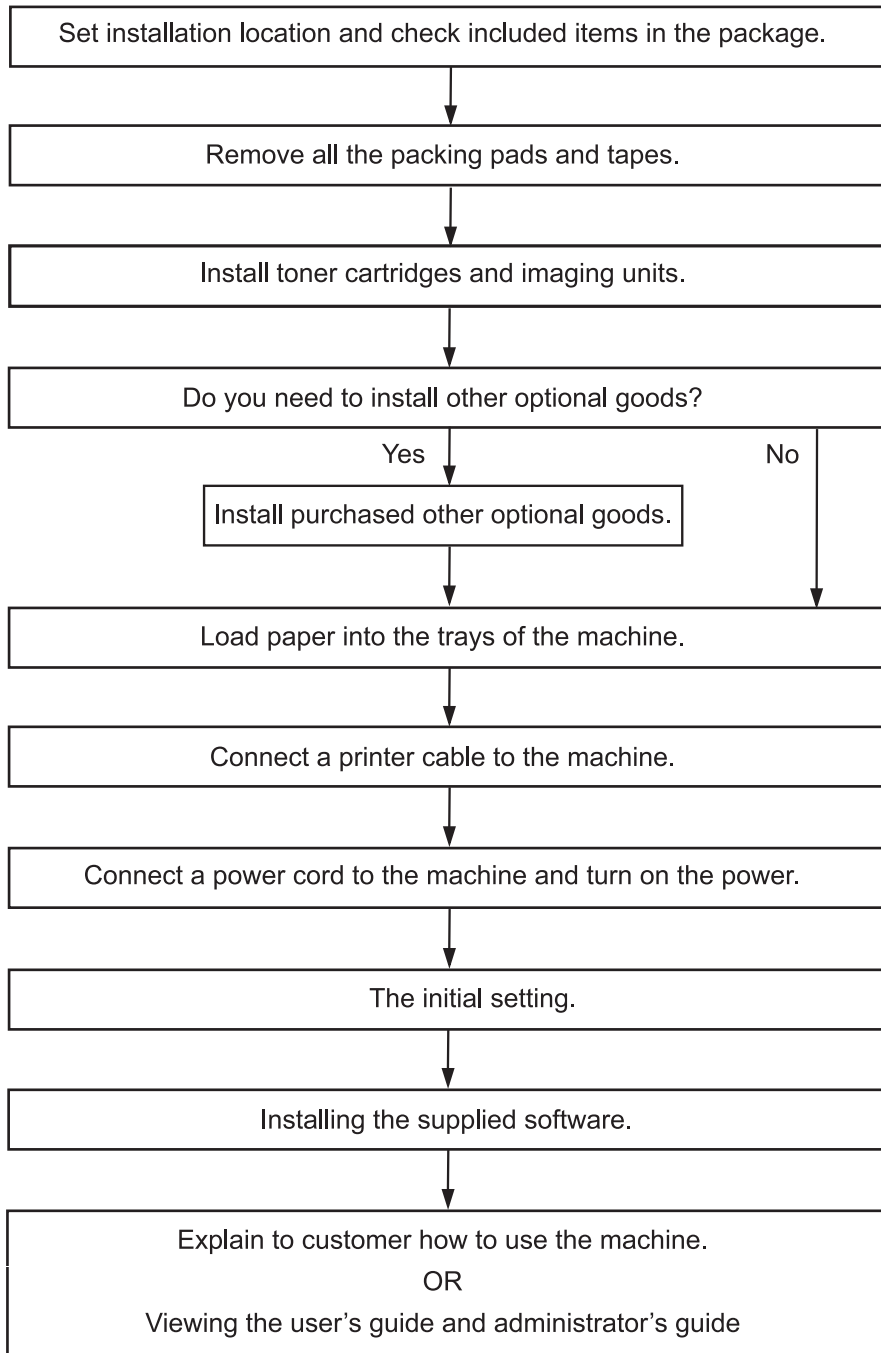 Set installation location and check included items in the package.
Remove all the packing pads and tapes.
Install toner cartridges and imaging units.
Do you need to install other optional goods?
Yes
No
Install purchased other optional goods.
Load paper into the trays of the machine.
Connect a printer cable to the machine.
Connect a power cord to the machine and turn on the power.
The initial setting.
Installing the supplied software.
Explain to customer how to use the machine.
OR
Viewing the user’s guide and administrator’s guide